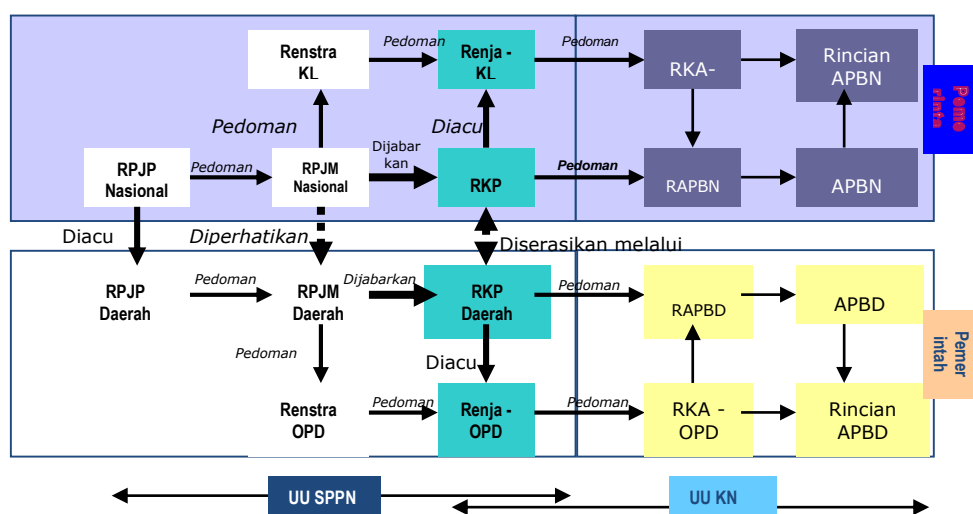 Renstra
KL
Pedoman
Renja -
KL
Pedoman
RKA-
Rincian
APBN
Peme
rinta
Pedoman
Diacu
RPJP
Nasional
Pedoman
RPJM
Nasional
Dijabar
kan
RKP
Pedoman
RAPBN
APBN
Diacu
Diperhatikan
Diserasikan melalui
RPJP
Daerah
Pedoman
RPJM
Daerah
Dijabarkan
RKP
Daerah
Pedoman
RAPBD
APBD
Pemer
intah
Pedoman
Diacu
Renstra
OPD
Pedoman
Renja -
OPD
Pedoman
RKA -
OPD
Rincian
APBD
UU SPPN
UU KN